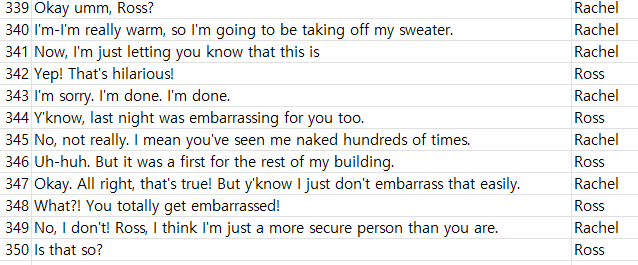 339 Okay umm, Ross? Rachel
340 I'm-I'm really warm, so I'm going to be taking off my sweater. Rachel
341 Now, I'm just letting you know that this is Rachel
342 Yep! That's hilarious! Ross
343 I'm sorry. I'm done. I'm done. Rachel
344 Y'know, last night was embarrassing for you too. Ross
345 No, not really. I mean you've seen me naked hundreds of times. Rachel
346 Uh-huh. But it was a first for the rest of my building. Ross
347 Okay. All right, that's true! But y'know I just don't embarrass that easily. Rachel
348 What?! You totally get embarrassed! Ross
349 No, I don't! Ross, I think I'm just a more secure person than you are. Rachel
350 Is that so? Ross